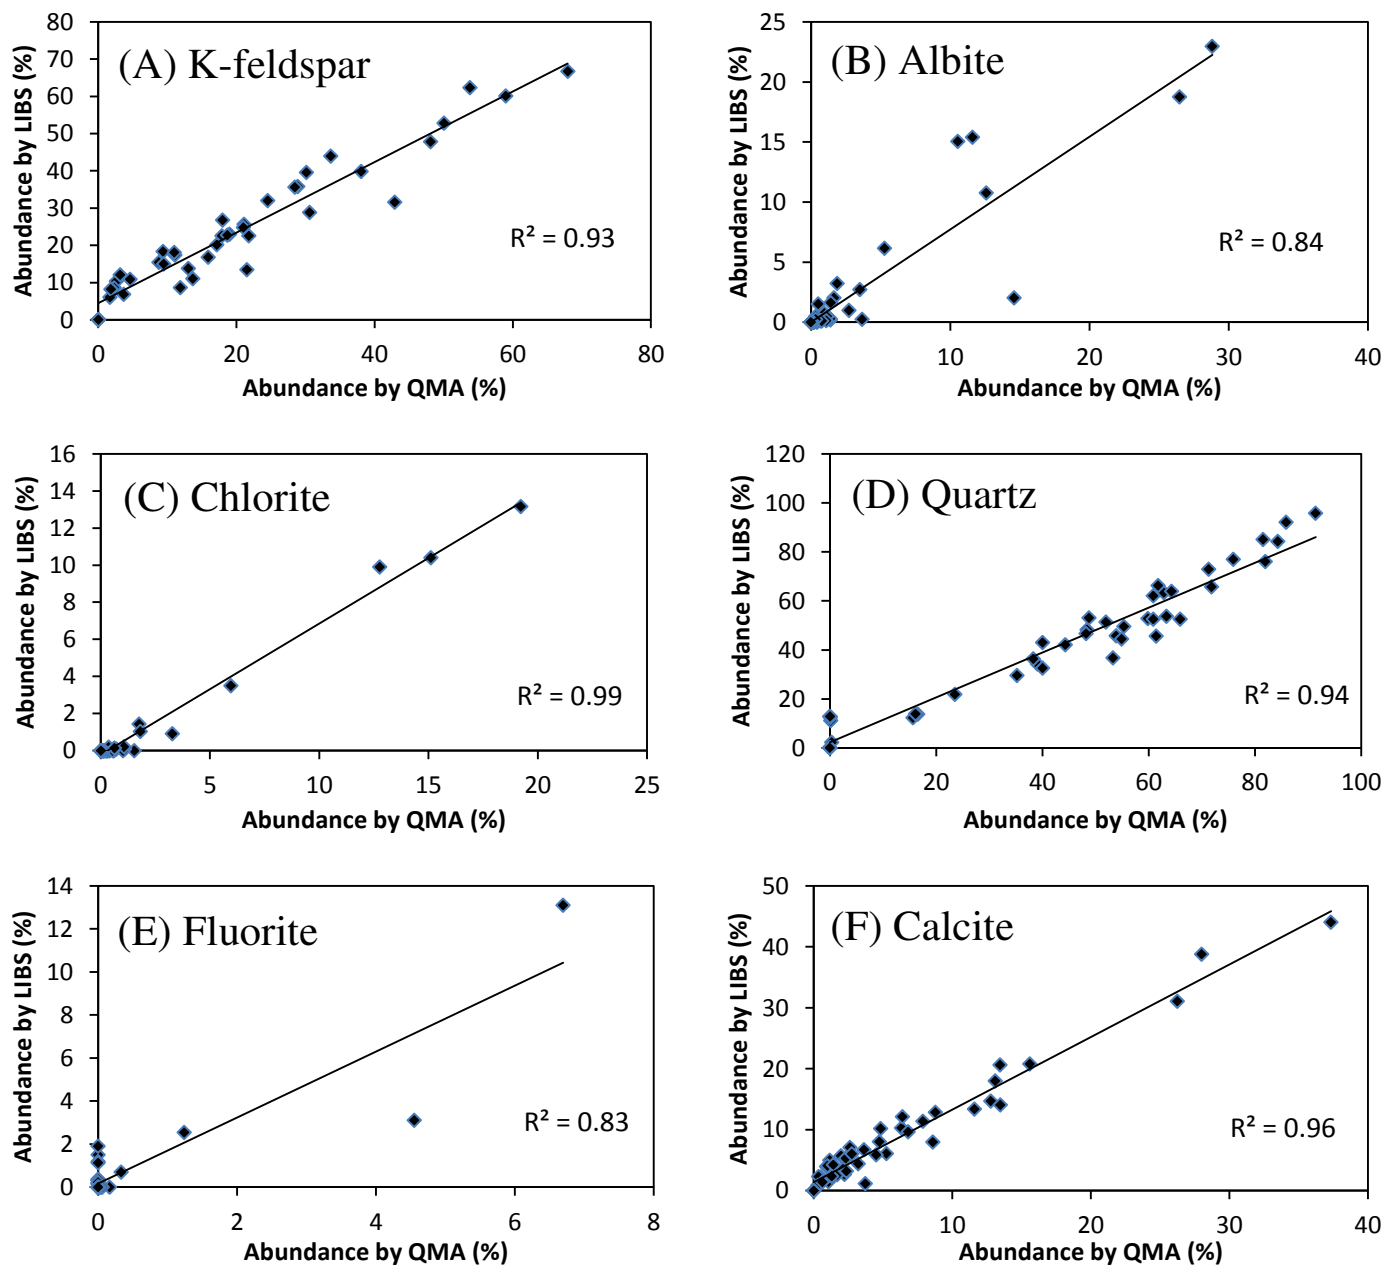 (A) K-feldspar
Abundance by LIBS (%)
80
70
60
50
40
30
20
10
0
R² = 0.93
0 20 40 60 80
Abundance by QMA (%)
(B) Albite
Abundance by LIBS (%)
25
20
15
10
5
0
R² = 0.84
0 10 20 30 40
Abundance by QMA (%)
(C) Chlorite
Abundance by LIBS (%)
16
14
12
10
8
6
4
2
0
R² = 0.99
0 5 10 15 20 25
Abundance by QMA (%)
(D) Quartz
Abundance by LIBS (%)
120
100
80
60
40
20
0
R² = 0.94
0 20 40 60 80 100
Abundance by QMA (%)
(E) Fluorite
Abundance by LIBS (%)
14
12
10
8
6
4
2
0
R² = 0.83
0 2 4 6 8
Abundance by QMA (%)
(F) Calcite
Abundance by LIBS (%)
50
40
30
20
10
0
R² = 0.96
0 10 20 30 40
Abundance by QMA (%)